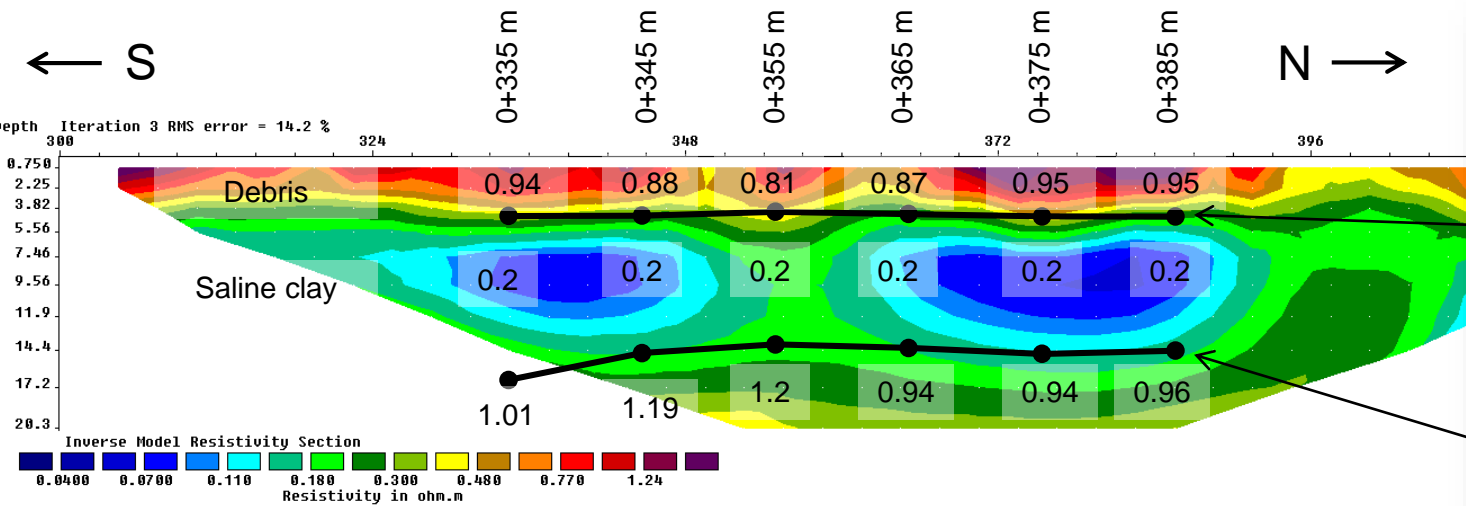 S
0+335 m
0+345 m
0+355 m
0+365 m
0+375 m
0+385 m
N
epth Iteration 3 RMS error = 14.2 %
300 324 348 372 396
0.750
2.25
3.82
5.56
7.46
9.56
11.9
14.4
17.2
20.3
Debris 0.94 0.88 0.81 0.87 0.95 0.95
Saline clay 0.2 0.2 0.2 0.2 0.2 0.2
1.01 1.19 1.2 0.94 0.94 0.96
Inverse Model Resistivity Section
0.0400 0.0700 0.110 0.180 0.300 0.480 0.770 1.24
Resistivity in ohm.m